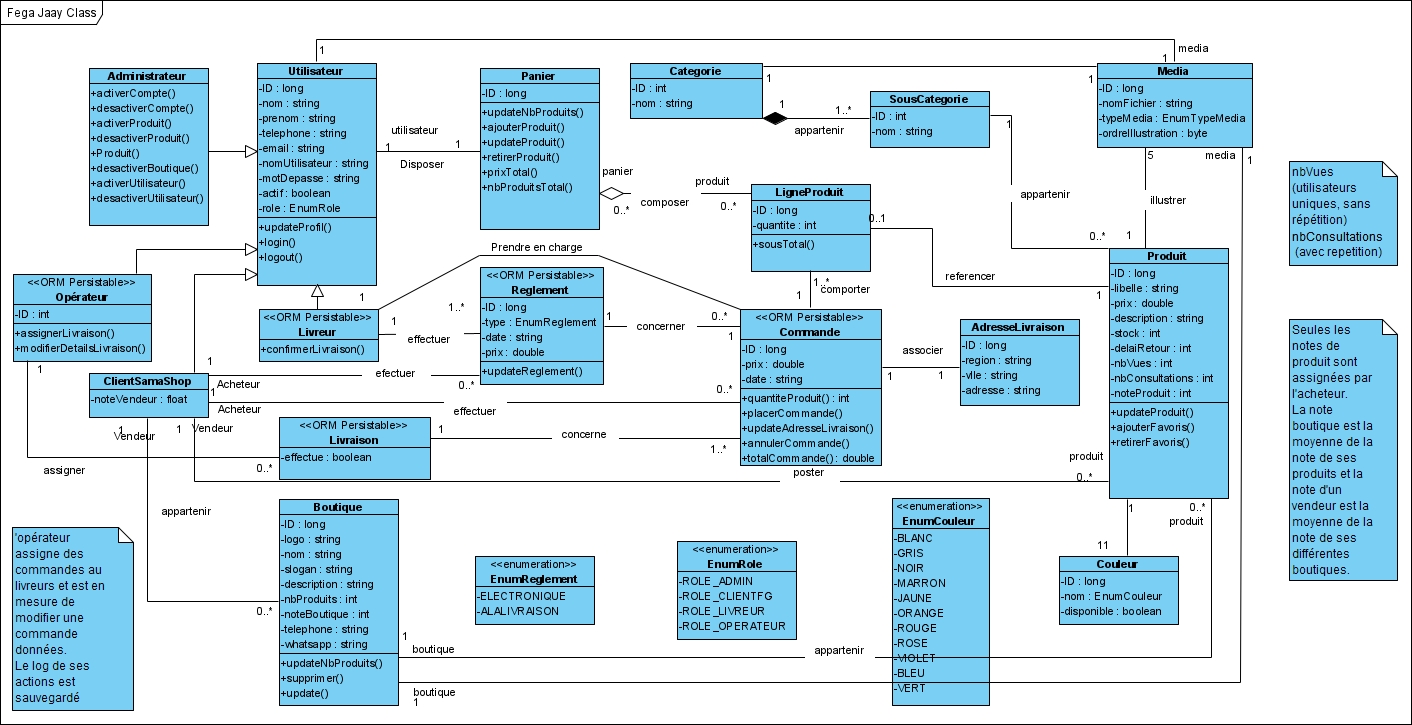 Fega Jaay Class
Administrateur
+activerCompte()
+desactiverCompte()
+activerProduit()
+desactiverProduit()
+Produit()
+desactiverBoutique()
+activerUtilisateur()
+desactiverUtilisateur()
Utilisateur
-ID : long
-nom : string
-prenom : string
-telephone : string
-email : string
-nomUtilisateur : string
-motDepasse : string
-actif : boolean
-role : EnumRole
+updateProfil()
+login()
+logout()
1
utilisateur
1
1
Disposer
Panier
-ID : long
+updateNbProduits()
+ajouterProduit()
+updateProduit()
+retirerProduit()
+prixTotal()
+nbProduitsTotal()
panier
0..*
composer
produit
0..*
Categorie
-ID : int
-nom : string
1
1
1
1..*
appartenir
SousCategorie
-ID : int
-nom : string
1
appartenir
0..*
media
1
Media
-ID : long
-nomFichier : string
-typeMedia : EnumTypeMedia
-ordreIllustration : byte
5
media
1
illustrer
1
LigneProduit
-ID : long
-quantite : int
+sousTotal()
0..1
referencer
1
1..*
comporter
1
nbVues
(utilisateurs
uniques, sans
répétition)
nbConsultations
(avec repetition)
Produit
-ID : long
-libelle : string
-prix : double
-description : string
-stock : int
-delaiRetour : int
-nbVues : int
-nbConsultations : int
-noteProduit : int
+updateProduit()
+ajouterFavoris()
+retirerFavoris()
Prendre en charge
<<ORM Persistable>>
Opérateur
-ID : int
+assignerLivraison()
+modifierDetailsLivraison()
1
<<ORM Persistable>>
Livreur
+confirmerLivraison()
1
1
1..*
effectuer
<<ORM Persistable>>
Reglement
-ID : long
-type : EnumReglement
-date : string
-prix : double
+updateReglement()
1
concerner
0..*
1
<<ORM Persistable>>
Commande
-ID : long
-prix : double
-date : string
+quantiteProduit() : int
+placerCommande()
+updateAdresseLivraison()
+annulerCommande()
+totalCommande() : double
associer
1
1
AdresseLivraison
-ID : long
-region : string
-vlle : string
-adresse : string
Seules les
notes de
produit sont
assignées par
l'acheteur.
La note
boutique est la
moyenne de la
note de ses
produits et la
note d'un
vendeur est la
moyenne de la
note de ses
différentes
boutiques.
1
ClientSamaShop
-noteVendeur : float
Acheteur
1
Acheteur
efectuer
0..*
effectuer
0..*
1
Vendeur
1
Vendeur
<<ORM Persistable>>
Livraison
-effectue : boolean
1
concerne
1..*
assigner
0..*
poster
produit
0..*
appartenir
0..*
'opérateur
assigne des
commandes au
livreurs et est en
mesure de
modifier une
commande
données.
Le log de ses
actions est
sauvegardé
Boutique
-ID : long
-logo : string
-nom : string
-slogan : string
-description : string
-nbProduits : int
-noteBoutique : int
-telephone : string
-whatsapp : string
+updateNbProduits()
+supprimer()
+update()
1
boutique
boutique
1
appartenir
0..*
produit
<<enumeration>>
EnumReglement
-ELECTRONIQUE
-ALALIVRAISON
<<enumeration>>
EnumRole
-ROLE_ADMIN
-ROLE_CLIENTFG
-ROLE_LIVREUR
-ROLE_OPERATEUR
<<enumeration>>
EnumCouleur
-BLANC
-GRIS
-NOIR
-MARRON
-JAUNE
-ORANGE
-ROUGE
-ROSE
-VIOLET
-BLEU
-VERT
1
11
Couleur
-ID : long
-nom : EnumCouleur
-disponible : boolean